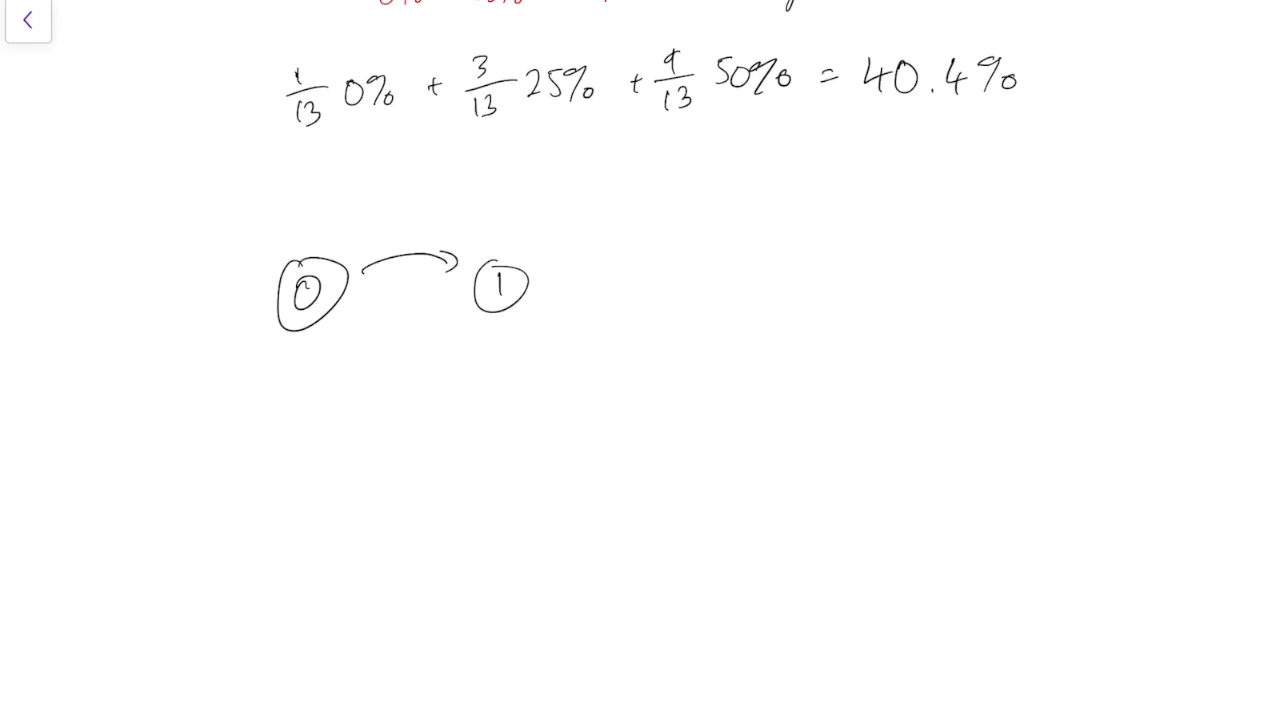 1/13 0% + 3/13 25% + 9/13 50% = 40.4%
0 1